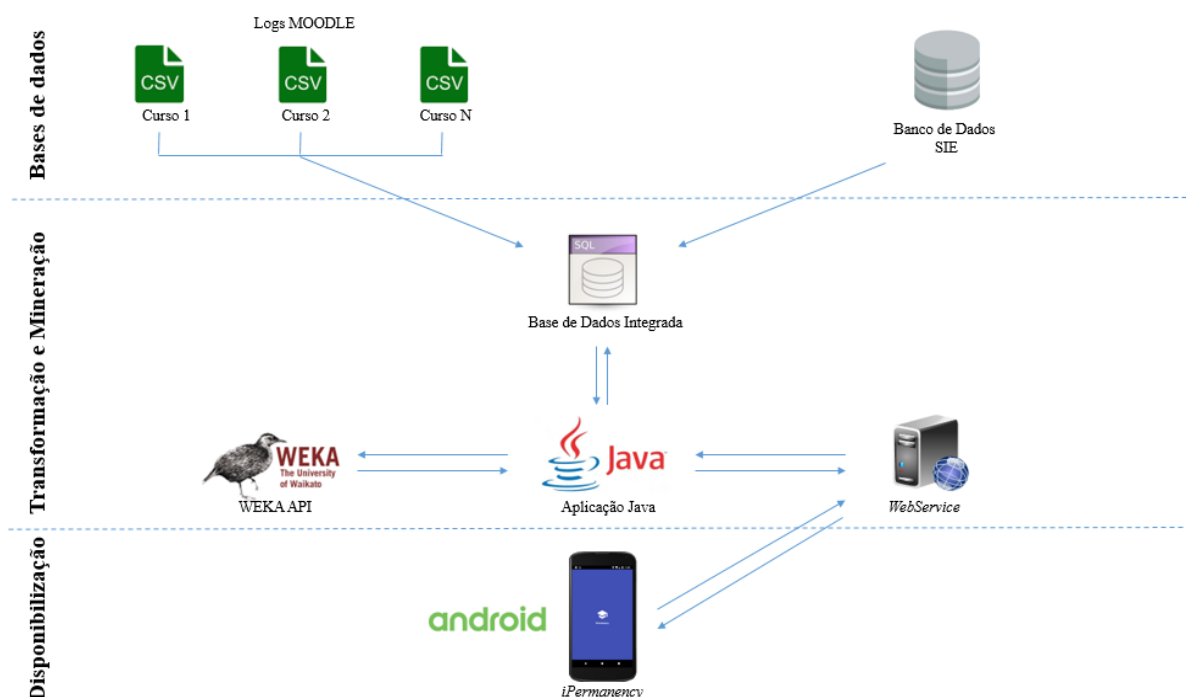 Bases de dados
Logs MOODLE
CSV
CSV
CSV
Curso 1
Curso 2
Curso N
Banco de Dados
SIE
Transformação e Mineração
SQL
Base de Dados Integrada
WEKA
The University
of Waikato
WEKA API
Java
Aplicação Java
WebService
Disponibilização
android
iPermanency